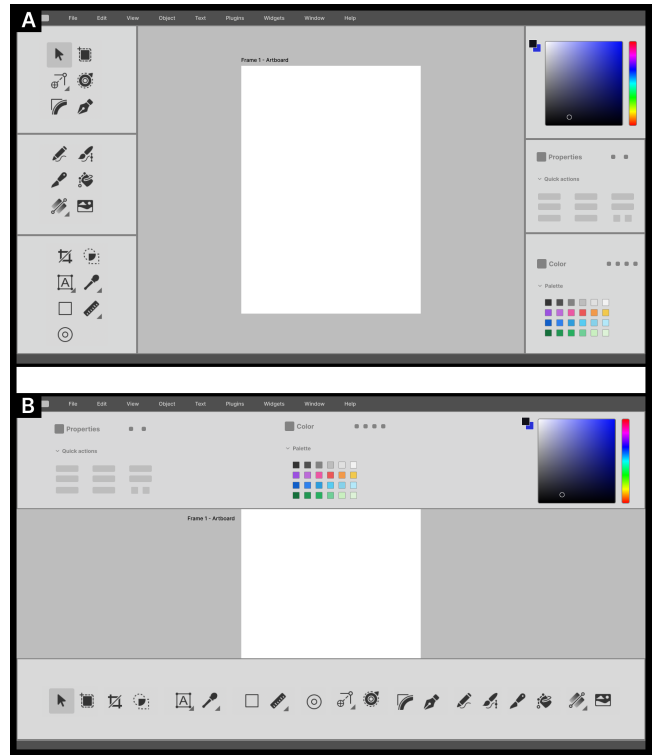 A
File Edit View Object Text Plugins Widgets Window Help
Frame 1 - Artboard
Properties
Quick actions
A
Color
Palette
B
File Edit View Object Text Plugins Widgets Window Help
Properties
Color
Quick actions
Palette
Frame 1 - Artboard
A